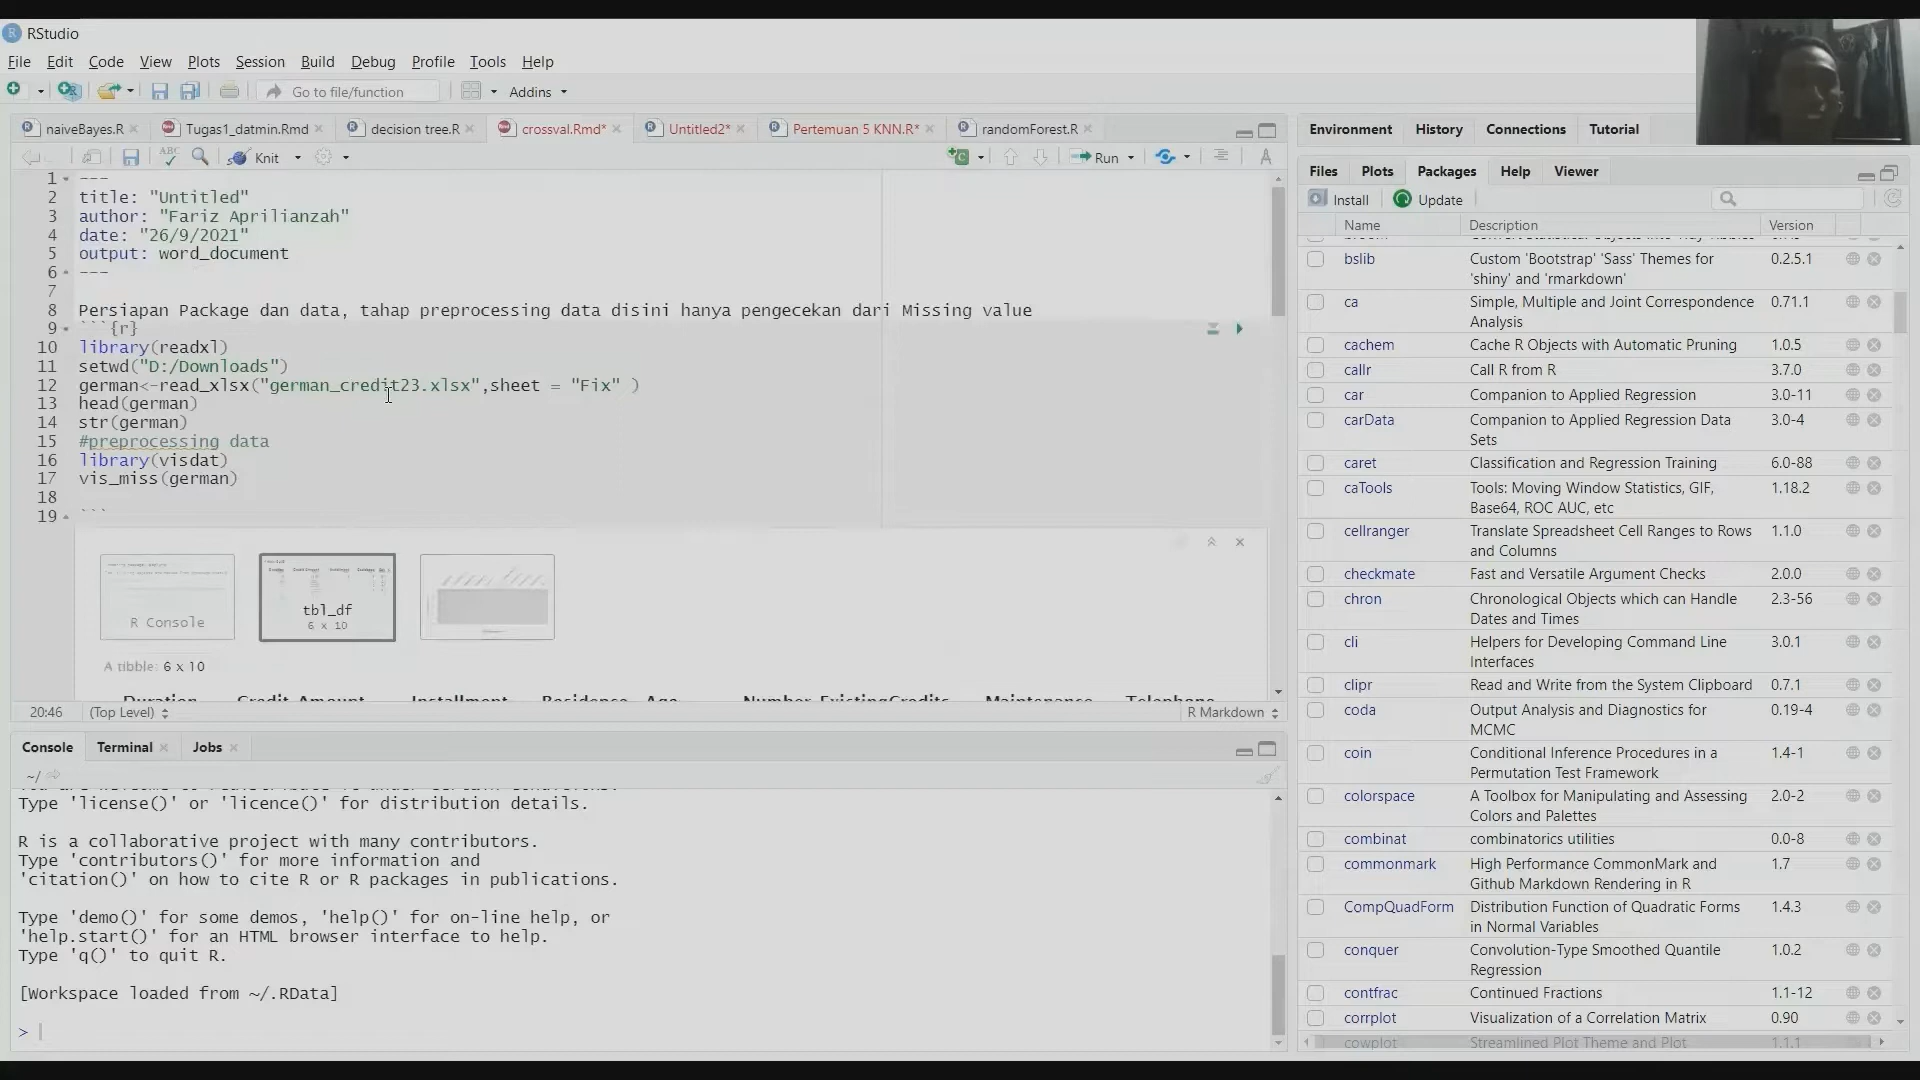 RStudio
File Edit Code View Plots Session Build Debug Profile Tools Help
Go to file/function Addins
naiveBayes.R Tugas1_datmin.Rmd decision tree.R crossval.Rmd* Untitled2* Pertemuan 5 KNN.R* randomForest.R
ABC Knit Run
1 ---
2 title: "Untitled"
3 author: "Fariz Aprilianzah"
4 date: "26/9/2021"
5 output: word_document
6 ---
7
8 Persiapan Package dan data, tahap preprocessing data disini hanya pengecekan dari Missing value
9 ```{r}
10 library(readxl)
11 setwd("D:/Downloads")
12 german<-read_xlsx("german_credit23.xlsx",sheet = "Fix" )
13 head(german)
14 str(german)
15 #preprocessing data
16 library(visdat)
17 vis_miss(german)
18
19 ```
R Console
tbl_df
6 x 10
A tibble: 6 x 10
Duration Credit_Amount Installment Residence Age Number_ExistingCredits Maintenance Telephone
20:46 (Top Level) R Markdown
Console Terminal Jobs
~/
Type 'license()' or 'licence()' for distribution details.
R is a collaborative project with many contributors.
Type 'contributors()' for more information and
'citation()' on how to cite R or R packages in publications.
Type 'demo()' for some demos, 'help()' for on-line help, or
'help.start()' for an HTML browser interface to help.
Type 'q()' to quit R.
[Workspace loaded from ~/.RData]
>
Environment History Connections Tutorial
Files Plots Packages Help Viewer
Install Update
Name Description Version
bslib Custom 'Bootstrap' 'Sass' Themes for 0.2.5.1
'shiny' and 'rmarkdown'
ca Simple, Multiple and Joint Correspondence 0.71.1
Analysis
cachem Cache R Objects with Automatic Pruning 1.0.5
callr Call R from R 3.7.0
car Companion to Applied Regression 3.0-11
carData Companion to Applied Regression Data 3.0-4
Sets
caret Classification and Regression Training 6.0-88
caTools Tools: Moving Window Statistics, GIF, 1.18.2
Base64, ROC AUC, etc
cellranger Translate Spreadsheet Cell Ranges to Rows 1.1.0
and Columns
checkmate Fast and Versatile Argument Checks 2.0.0
chron Chronological Objects which can Handle 2.3-56
Dates and Times
cli Helpers for Developing Command Line 3.0.1
Interfaces
clipr Read and Write from the System Clipboard 0.7.1
coda Output Analysis and Diagnostics for 0.19-4
MCMC
coin Conditional Inference Procedures in a 1.4-1
Permutation Test Framework
colorspace A Toolbox for Manipulating and Assessing 2.0-2
Colors and Palettes
combinat combinatorics utilities 0.0-8
commonmark High Performance CommonMark and 1.7
Github Markdown Rendering in R
CompQuadForm Distribution Function of Quadratic Forms 1.4.3
in Normal Variables
conquer Convolution-Type Smoothed Quantile 1.0.2
Regression
contfrac Continued Fractions 1.1-12
corrplot Visualization of a Correlation Matrix 0.90
cowplot Streamlined Plot Theme and Plot 1.1.1